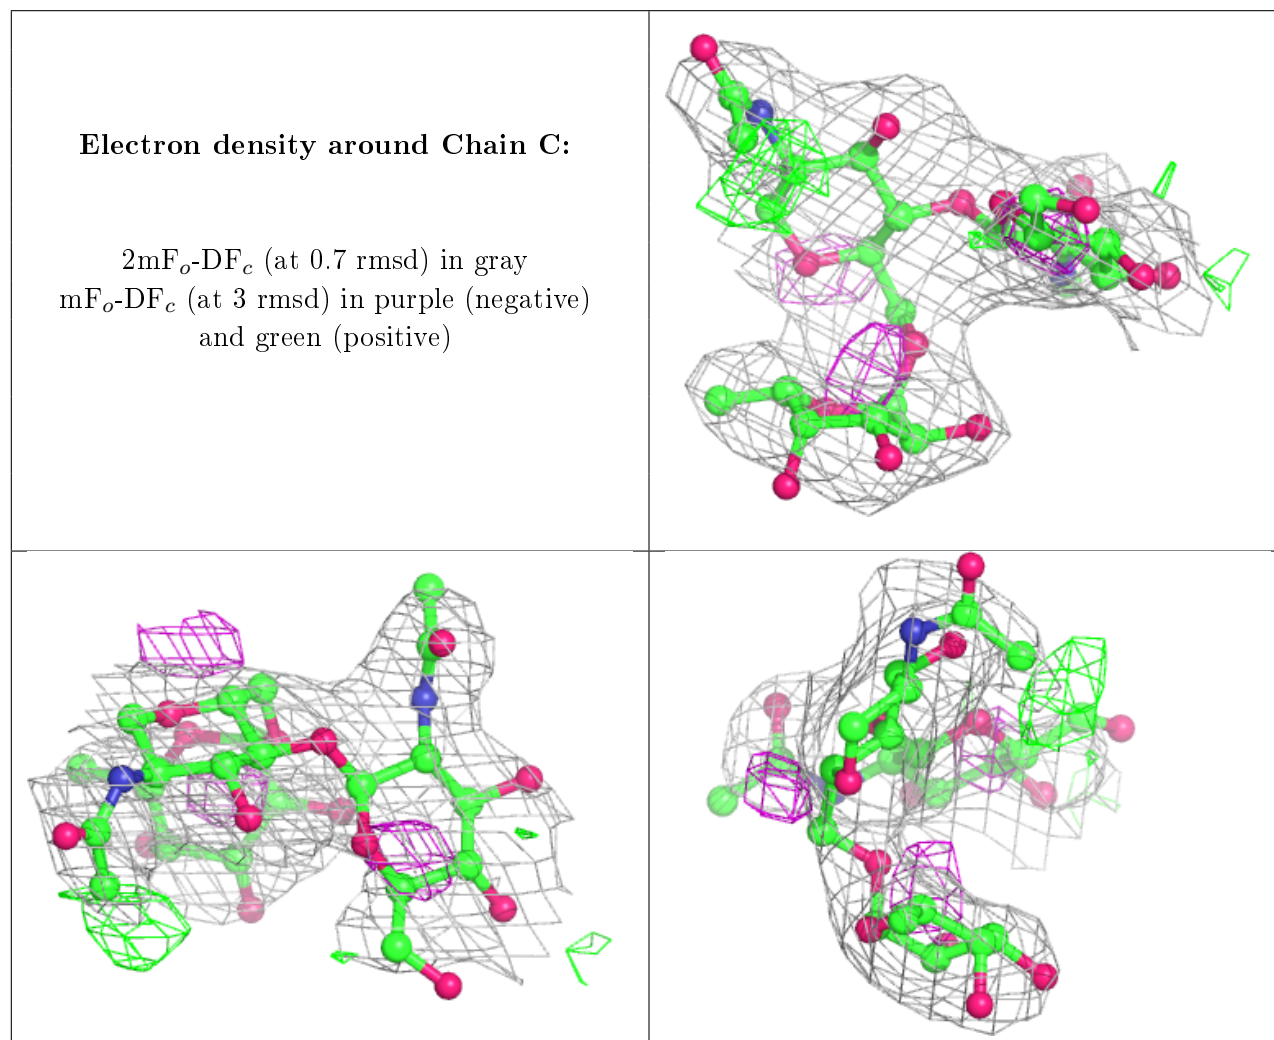 Electron density around Chain C:
2mFo-DFc (at 0.7 rmsd) in gray
mFo-DFc (at 3 rmsd) in purple (negative)
and green (positive)